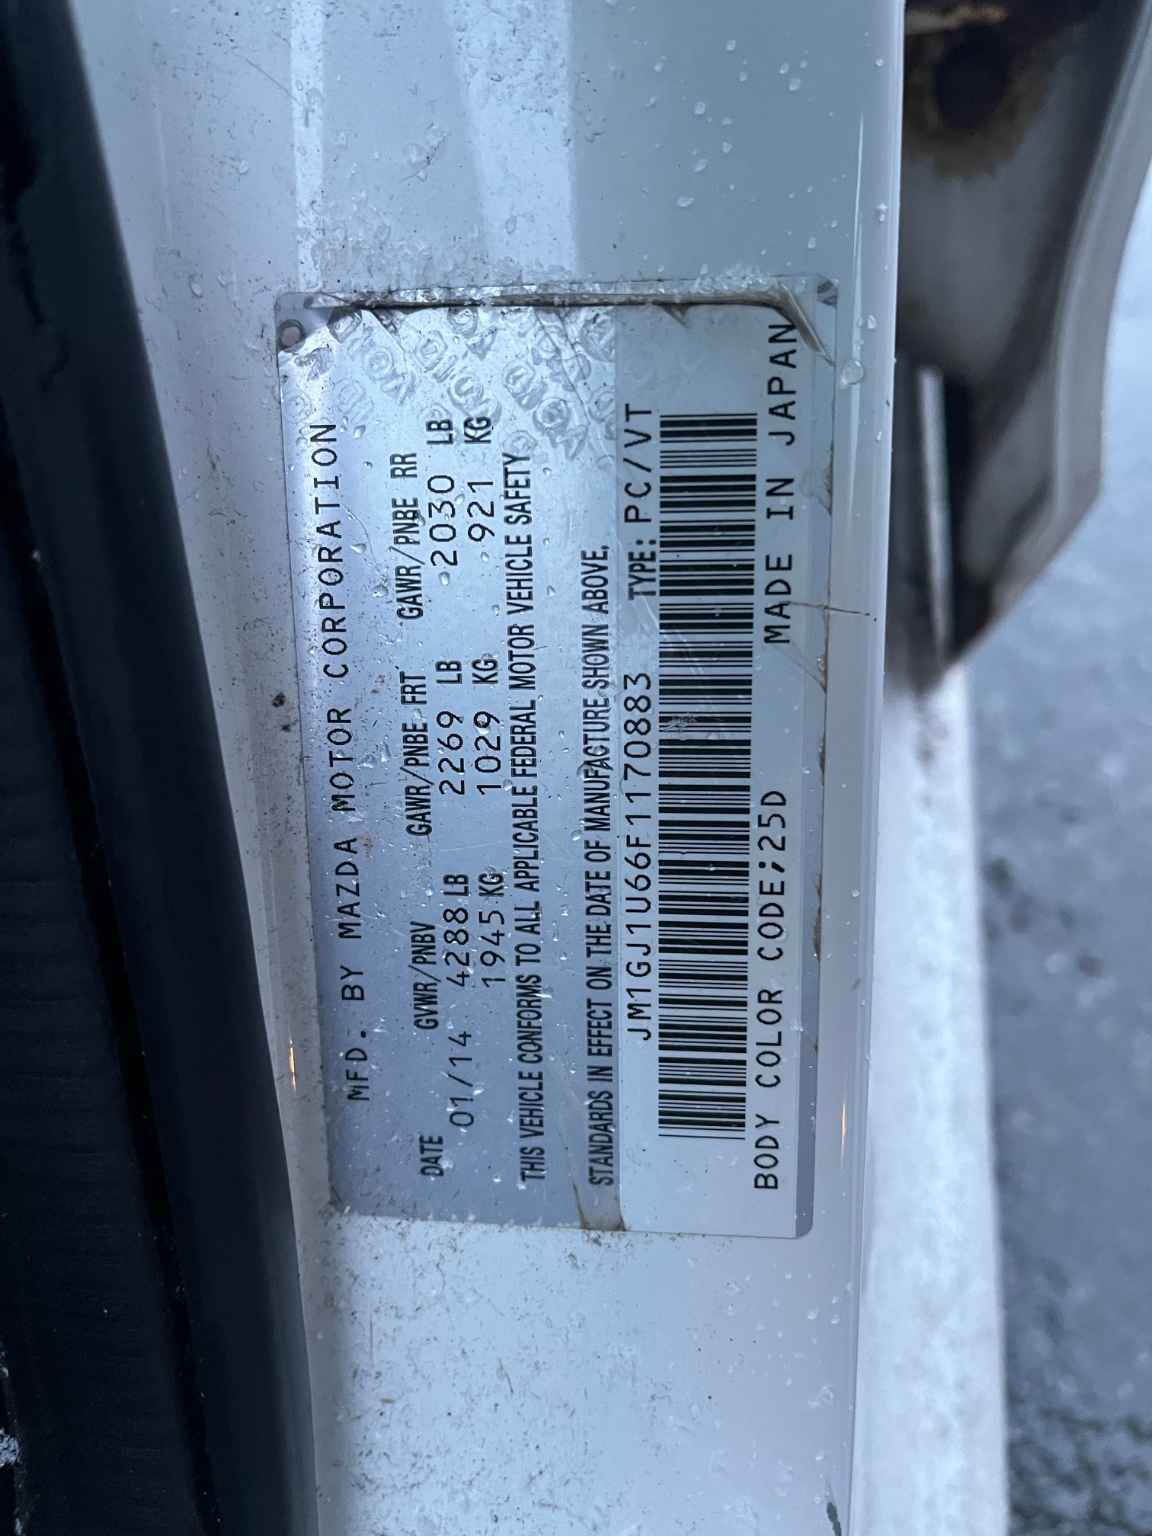 MFD. BY MAZDA MOTOR CORPORATION
DATE GVWR/PNBV GAWR/PNBE FRT GAWR/PNBE RR
01/14 4288 LB 2269 LB 2030 LB
1945 KG 1029 KG 921 KG
THIS VEHICLE CONFORMS TO ALL APPLICABLE FEDERAL MOTOR VEHICLE SAFETY
STANDARDS IN EFFECT ON THE DATE OF MANUFACTURE SHOWN ABOVE.
JM1GJ1U66F1170883 TYPE: PC/VT
BODY COLOR CODE;25D MADE IN JAPAN